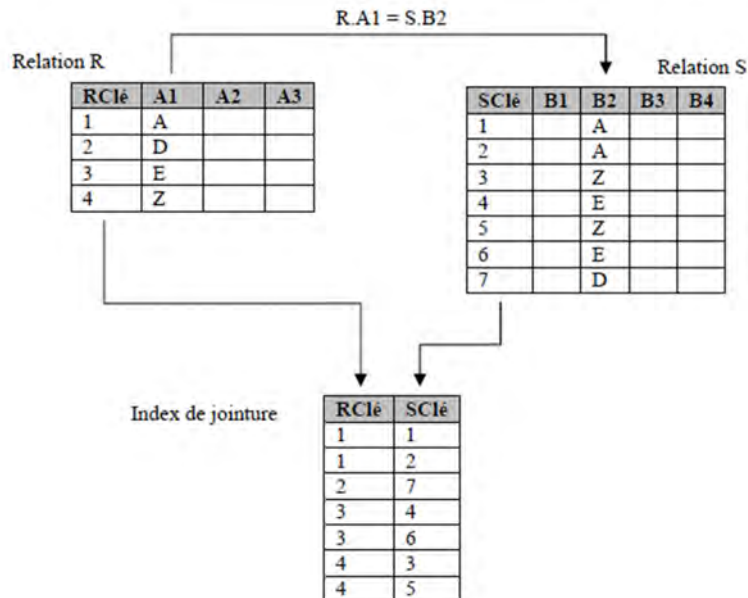 R.A1 = S.B2
Relation R
RClé A1 A2 A3
1 A
2 D
3 E
4 Z
Relation S
SClé B1 B2 B3 B4
1 A
2 A
3 Z
4 E
5 Z
6 E
7 D
Index de jointure
RClé SClé
1 1
1 2
2 7
3 4
3 6
4 3
4 5